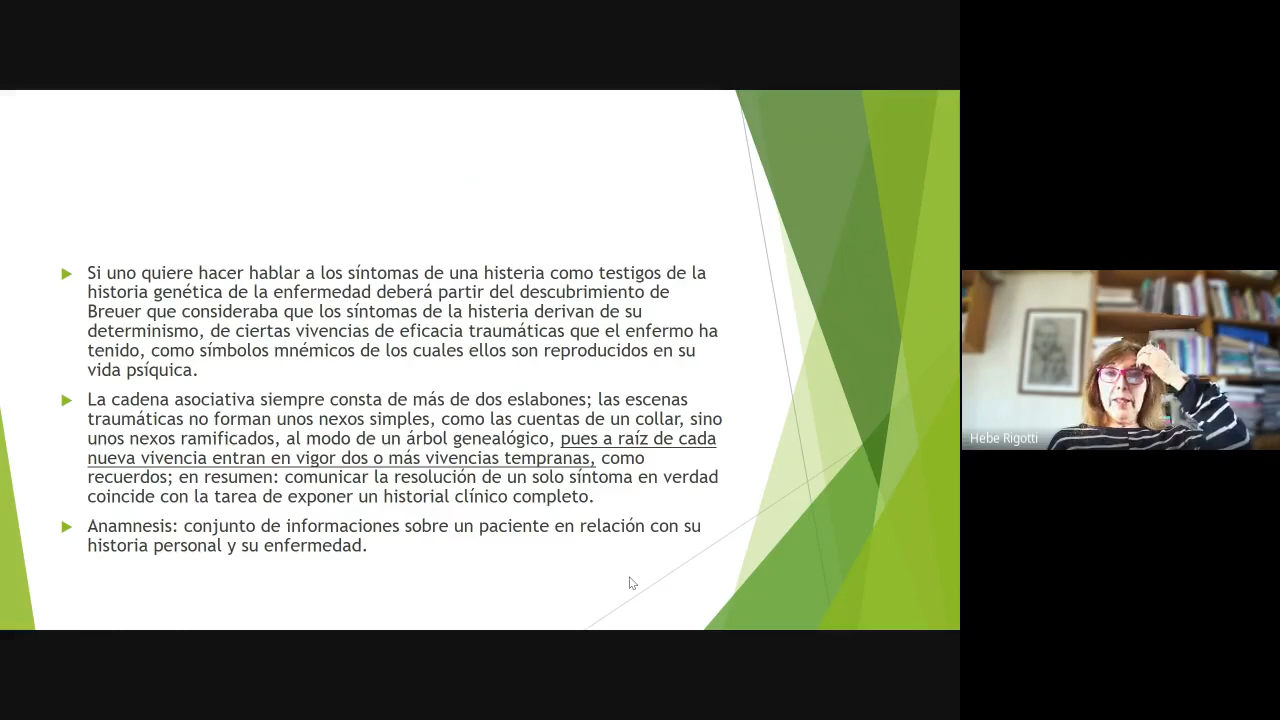 Si uno quiere hacer hablar a los síntomas de una histeria como testigos de la
historia genética de la enfermedad deberá partir del descubrimiento de
Breuer que consideraba que los síntomas de la histeria derivan de su
determinismo, de ciertas vivencias de eficacia traumáticas que el enfermo ha
tenido, como símbolos mnémicos de los cuales ellos son reproducidos en su
vida psíquica.
La cadena asociativa siempre consta de más de dos eslabones; las escenas
traumáticas no forman unos nexos simples, como las cuentas de un collar, sino
unos nexos ramificados, al modo de un árbol genealógico, pues a raíz de cada
nueva vivencia entran en vigor dos o más vivencias tempranas, como
recuerdos; en resumen: comunicar la resolución de un solo síntoma en verdad
coincide con la tarea de exponer un historial clínico completo.
Anamnesis: conjunto de informaciones sobre un paciente en relación con su
historia personal y su enfermedad.
Hebe Rigotti